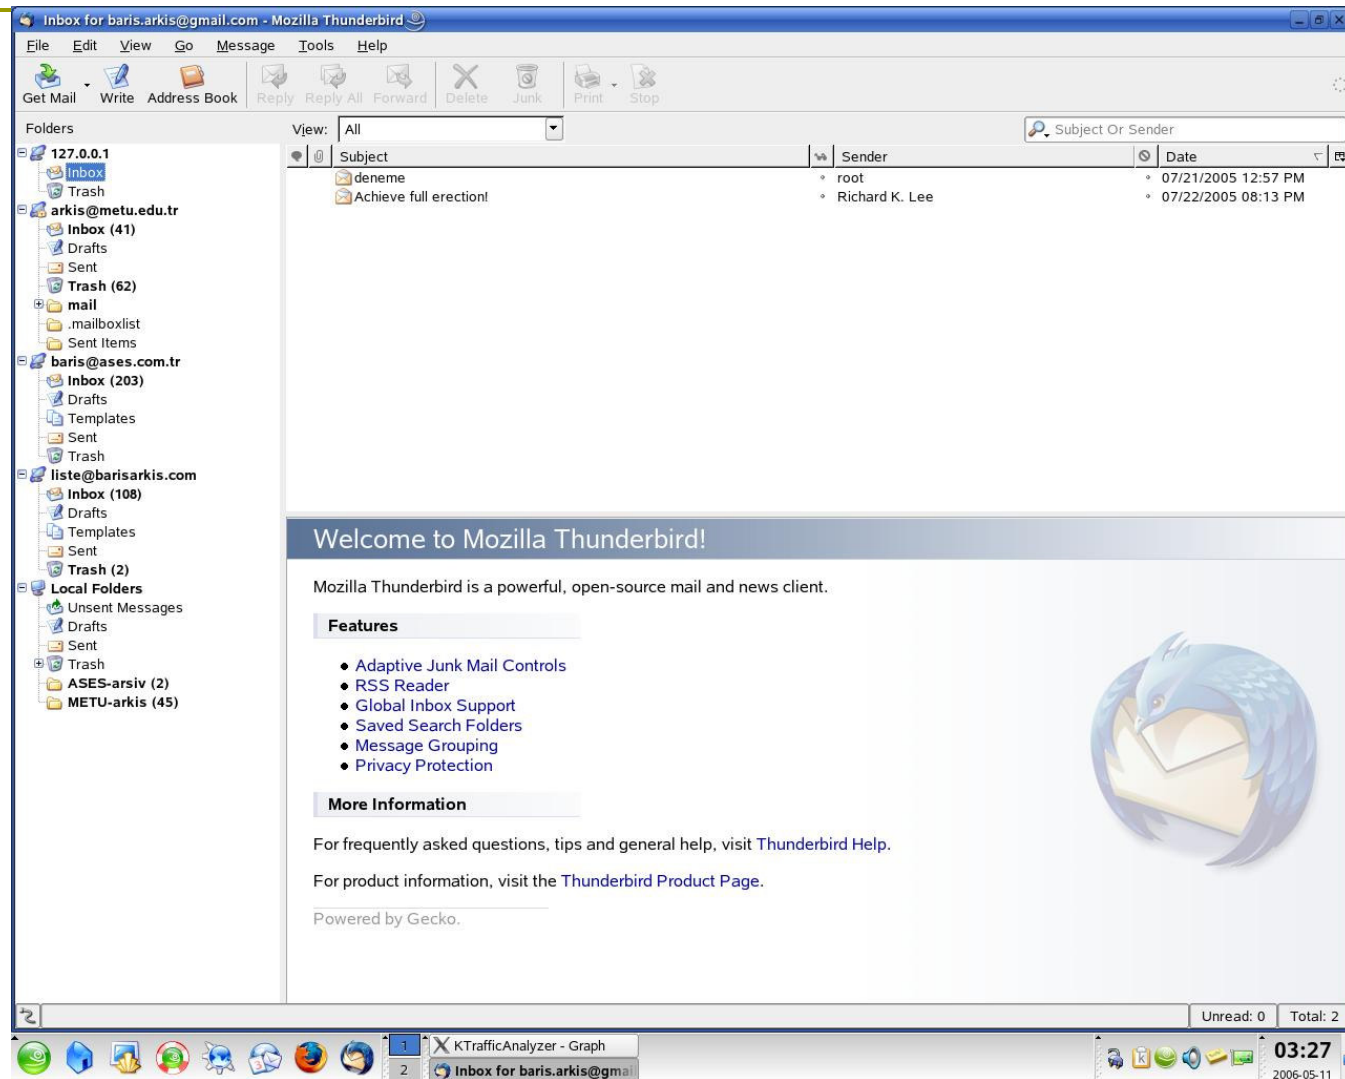 Inbox for baris.arkis@gmail.com - Mozilla Thunderbird
File Edit View Go Message Tools Help
Get Mail Write Address Book Reply Reply All Forward Delete Junk Print Stop
Folders
View: All
Subject Or Sender
Subject Sender Date
deneme root 07/21/2005 12:57 PM
Achieve full erection! Richard K. Lee 07/22/2005 08:13 PM
127.0.0.1
Inbox
Trash
arkis@metu.edu.tr
Inbox (41)
Drafts
Sent
Trash (62)
mail
.mailboxlist
Sent Items
baris@ases.com.tr
Inbox (203)
Drafts
Templates
Sent
Trash
liste@barisarkis.com
Inbox (108)
Drafts
Templates
Sent
Trash (2)
Local Folders
Unsent Messages
Drafts
Sent
Trash
ASES-arsiv (2)
METU-arkis (45)
Welcome to Mozilla Thunderbird!
Mozilla Thunderbird is a powerful, open-source mail and news client.
Features
Adaptive Junk Mail Controls
RSS Reader
Global Inbox Support
Saved Search Folders
Message Grouping
Privacy Protection
More Information
For frequently asked questions, tips and general help, visit Thunderbird Help.
For product information, visit the Thunderbird Product Page.
Powered by Gecko.
Unread: 0 Total: 2
1 KTrafficAnalyzer - Graph
2 Inbox for baris.arkis@gmai
03:27
2006-05-11